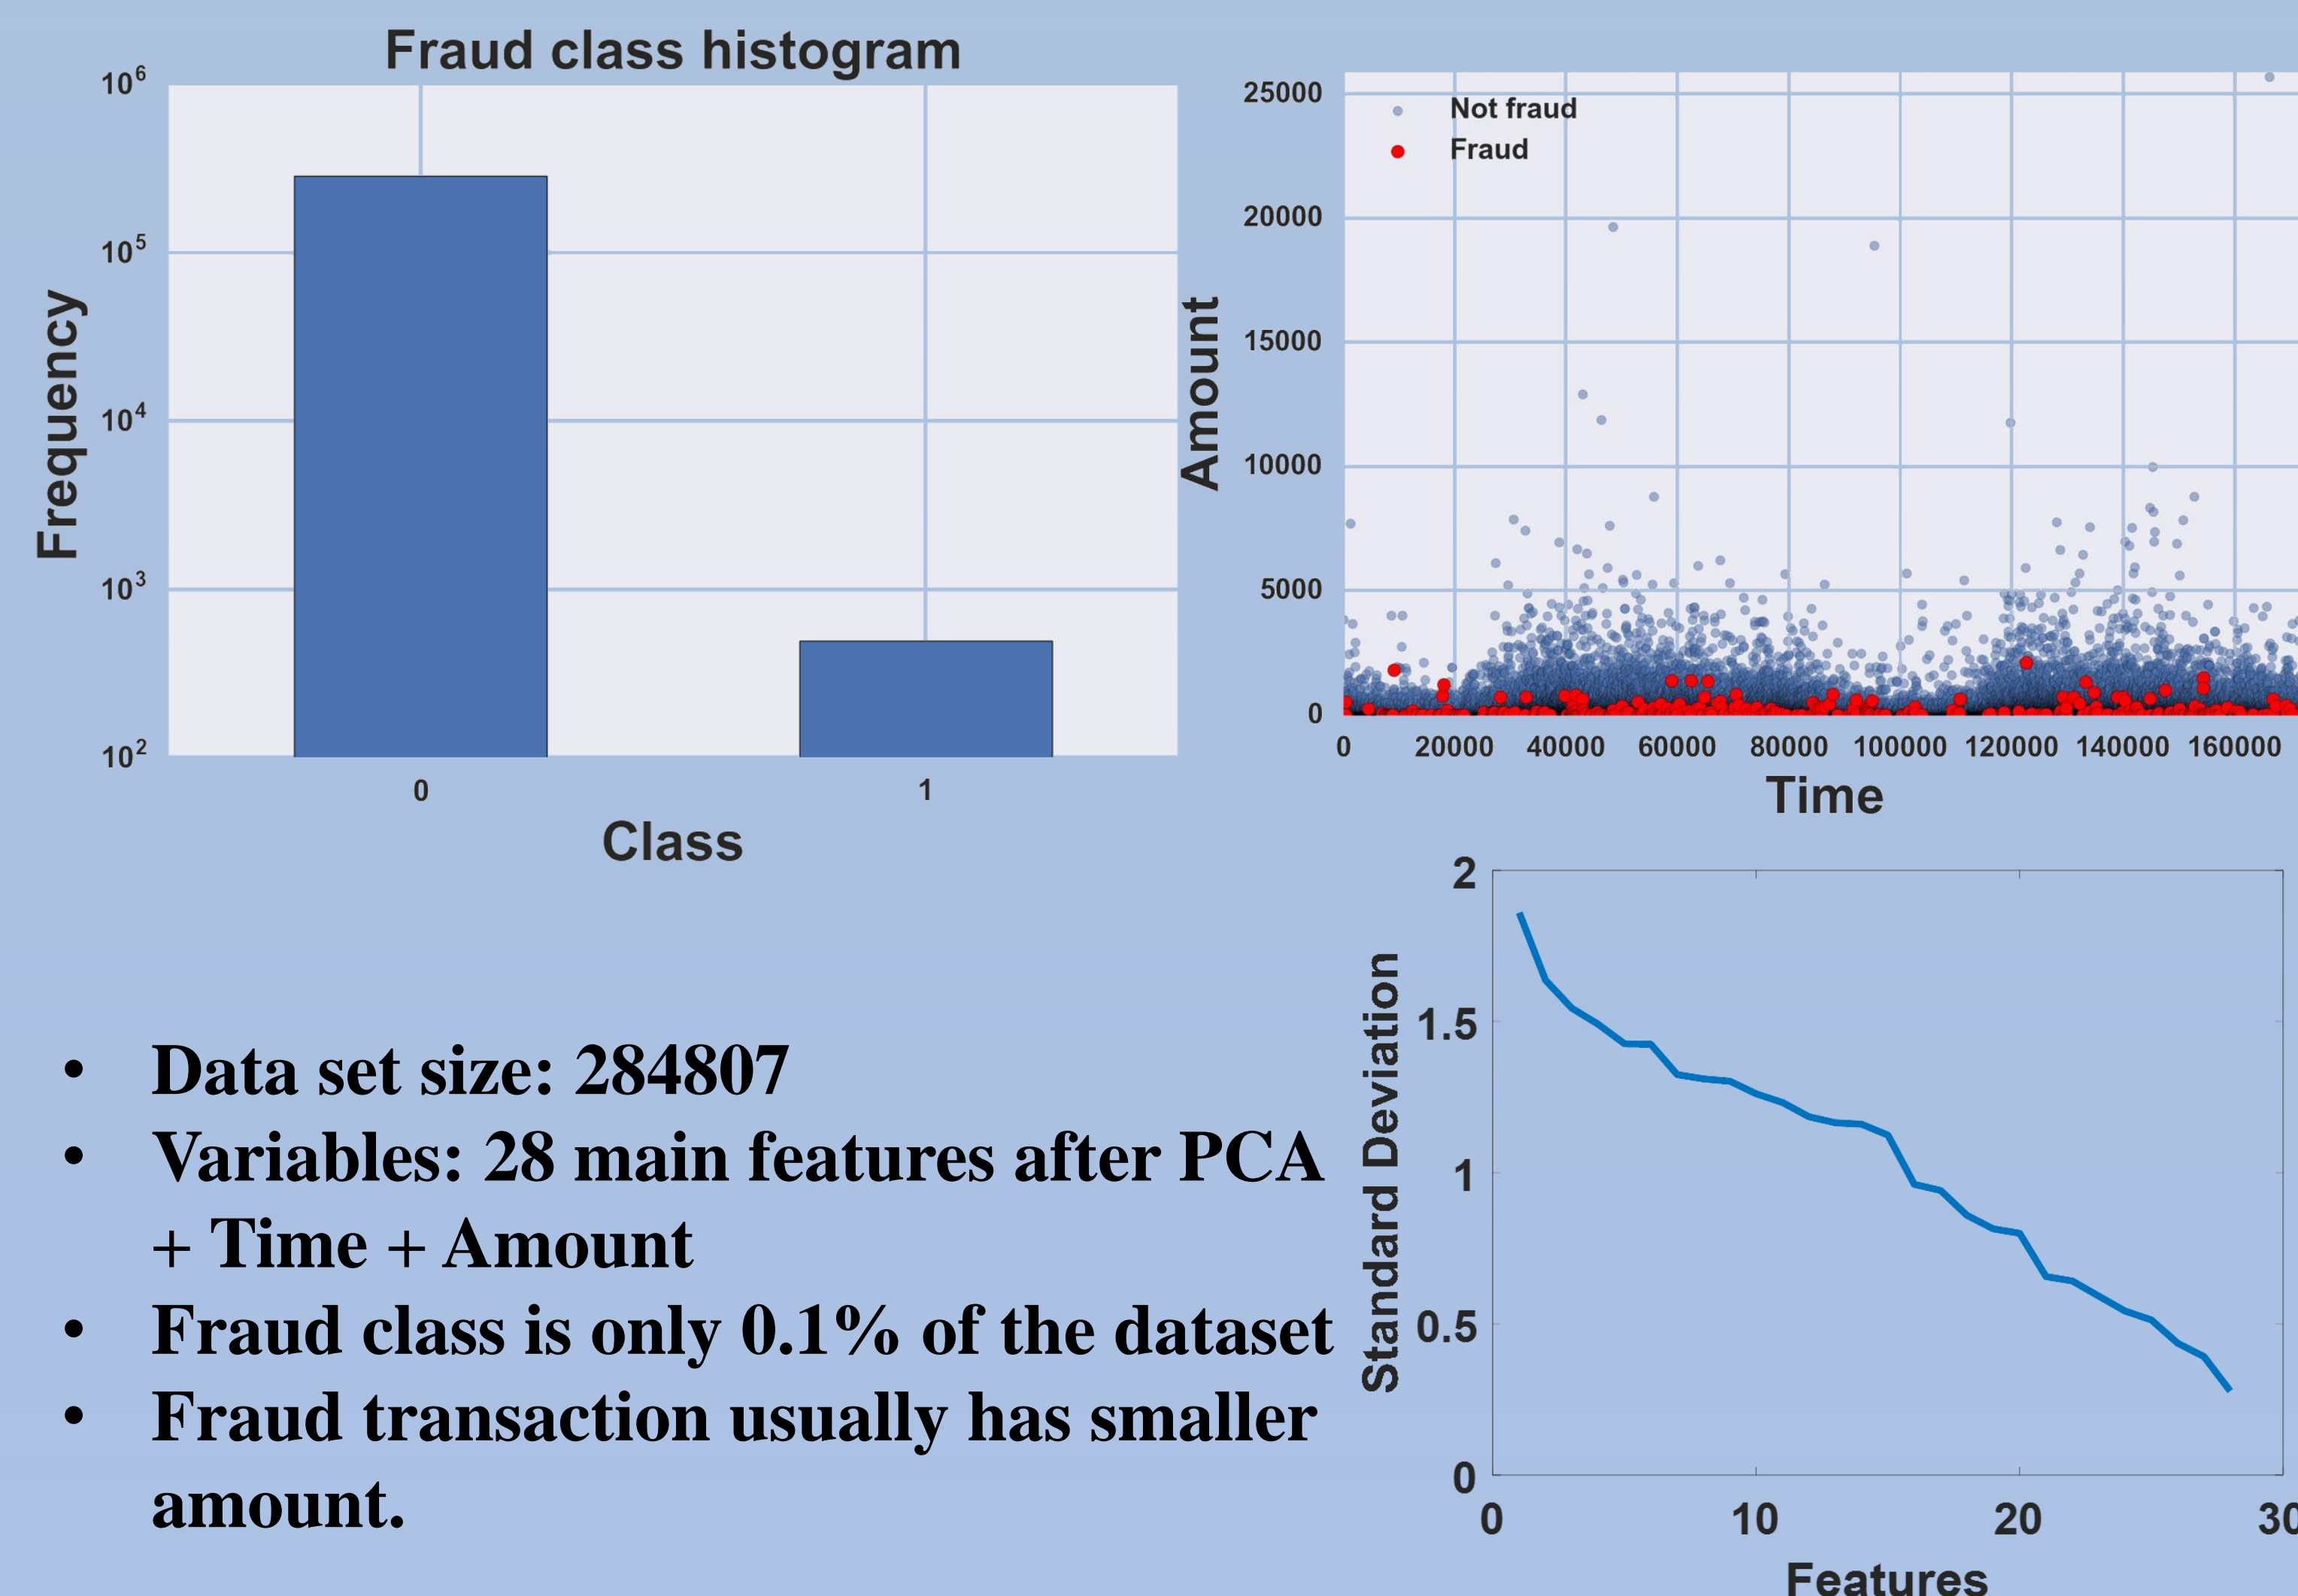 Fraud class histogram
10^6
10^5
10^4
10^3
10^2
Frequency
0
1
Class
25000
20000
15000
10000
5000
0
Amount
Not fraud
Fraud
0 20000 40000 60000 80000 100000 120000 140000 160000
Time
• Data set size: 284807
• Variables: 28 main features after PCA
+ Time + Amount
• Fraud class is only 0.1% of the dataset
• Fraud transaction usually has smaller
amount.
2
1.5
1
0.5
0
Standard Deviation
0 10 20 30
Features